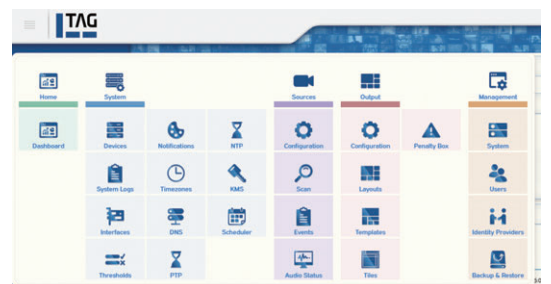 TAG
Home System Sources Output Management
Dashboard Devices Notifications NTP Configuration Configuration Penalty Box System
System Logs Timezones KMS Scan Layouts Users
Interfaces DNS Scheduler Events Templates Identity Providers
Thresholds PTP Audio Status Tiles Backup & Restore